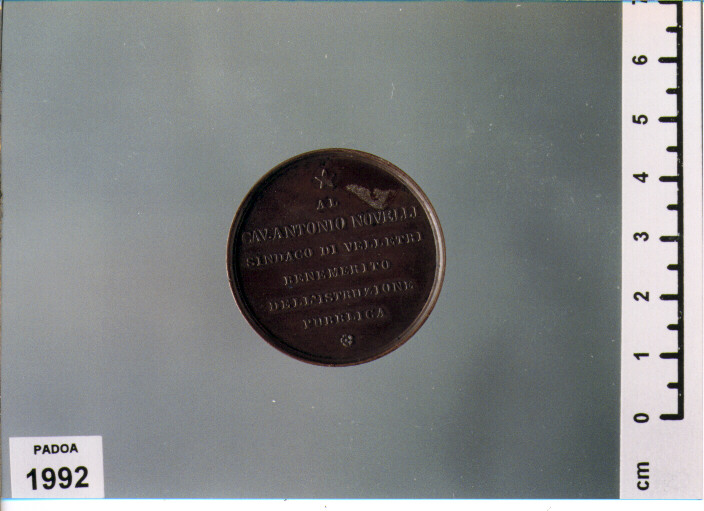 AL
CAV. ANTONIO NOVELLI
SINDACO DI VELLETRI
BENEMERITO
DELL'ISTRUZIONE
PUBBLICA
PADOA
1992
7
6
5
4
3
2
1
0
cm